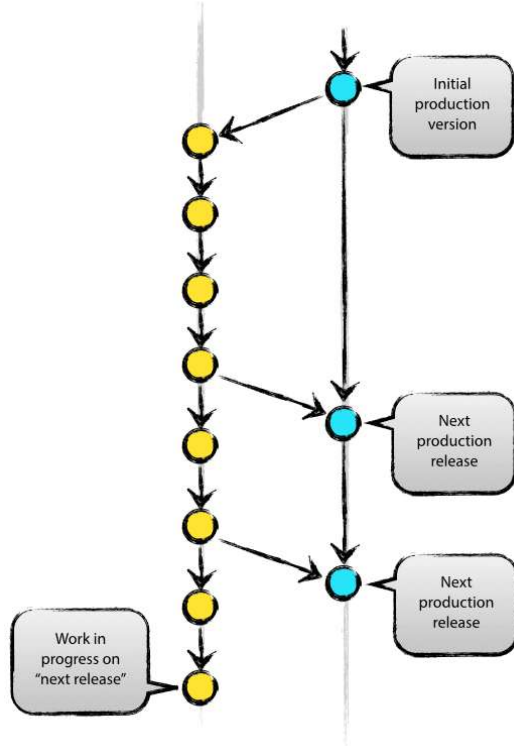 Initial
production
version
Next
production
release
Next
production
release
Work in
progress on
“next release”